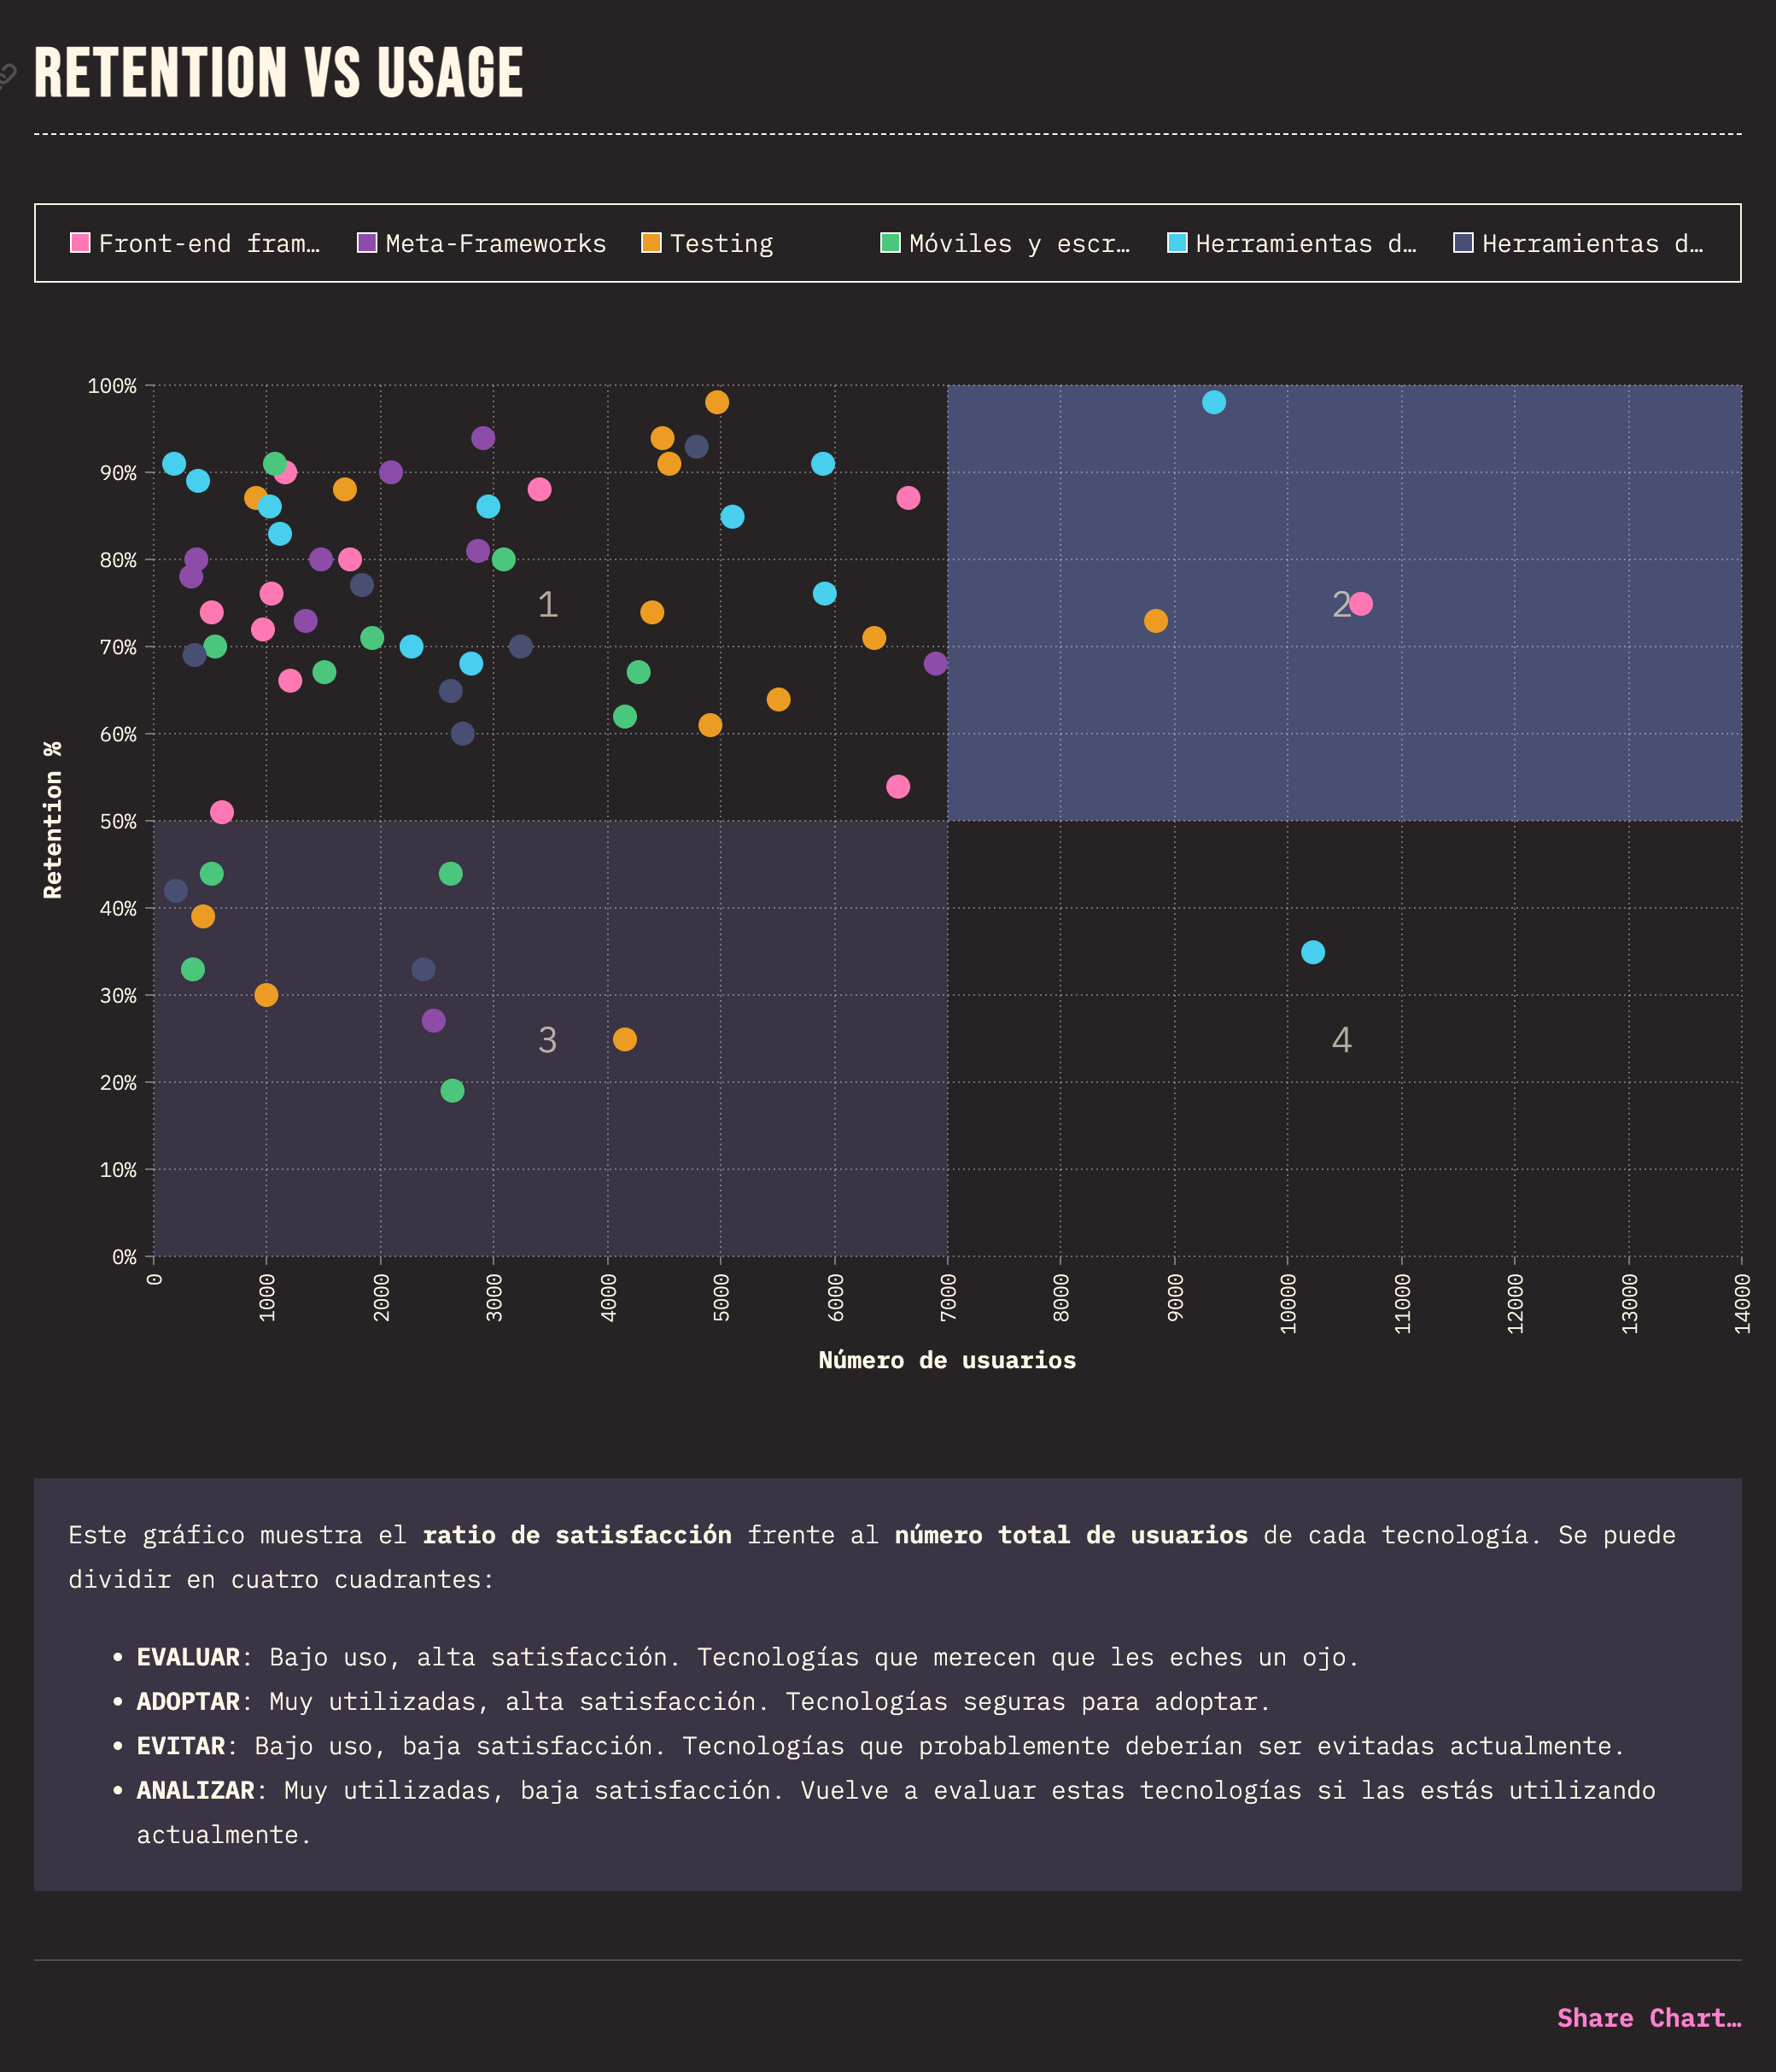 RETENTION VS USAGE
Front-end fram…
Meta-Frameworks
Testing
Móviles y escr…
Herramientas d…
Herramientas d…
100%
90%
80%
70%
60%
50%
40%
30%
20%
10%
0%
Retention %
1
2
3
4
0
1000
2000
3000
4000
5000
6000
7000
8000
9000
10000
11000
12000
13000
14000
Número de usuarios
Este gráfico muestra el ratio de satisfacción frente al número total de usuarios de cada tecnología. Se puede
dividir en cuatro cuadrantes:
• EVALUAR: Bajo uso, alta satisfacción. Tecnologías que merecen que les eches un ojo.
• ADOPTAR: Muy utilizadas, alta satisfacción. Tecnologías seguras para adoptar.
• EVITAR: Bajo uso, baja satisfacción. Tecnologías que probablemente deberían ser evitadas actualmente.
• ANALIZAR: Muy utilizadas, baja satisfacción. Vuelve a evaluar estas tecnologías si las estás utilizando
actualmente.
Share Chart…